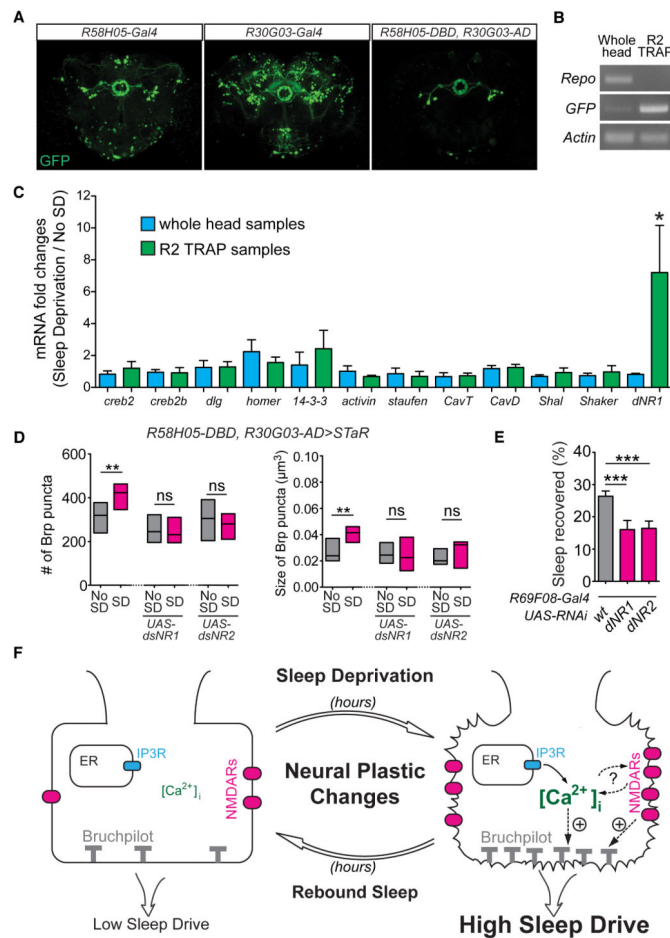 A
R58H05-Gal4
R30G03-Gal4
R58H05-DBD, R30G03-AD
GFP
B
Whole head
R2 TRAP
Repo
GFP
Actin
C
mRNA fold changes
(Sleep Deprivation / No SD)
12
10
8
6
4
2
0
whole head samples
R2 TRAP samples
*
creb2
creb2b
dlg
homer
14-3-3
activin
staufen
CavT
CavD
Shal
Shaker
dNR1
D
R58H05-DBD, R30G03-AD>STaR
# of Brp puncta
600
400
200
0
**
ns
ns
No SD
SD
No SD
SD
No SD
SD
UAS-dsNR1
UAS-dsNR2
Size of Brp puncta (µm³)
0.10
0.08
0.06
0.04
0.02
0.00
**
ns
ns
No SD
SD
No SD
SD
No SD
SD
UAS-dsNR1
UAS-dsNR2
E
Sleep recovered (%)
50
40
30
20
10
0
***
***
R69F08-Gal4
UAS-RNAi
wt
dNR1
dNR2
F
Sleep Deprivation
(hours)
Neural Plastic
Changes
(hours)
Rebound Sleep
ER
IP3R
[Ca²⁺]i
NMDARs
Bruchpilot
Low Sleep Drive
ER
IP3R
[Ca²⁺]i
?
NMDARs
+
+
Bruchpilot
High Sleep Drive